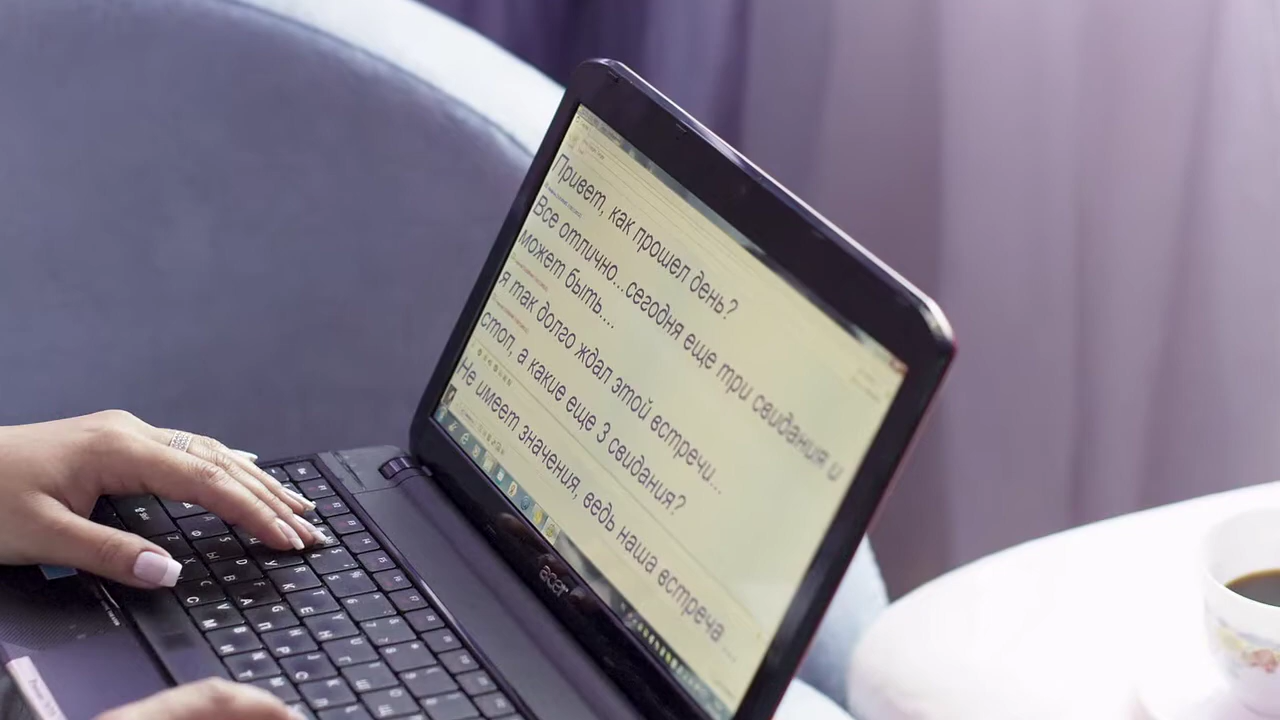 Привет, как прошел день?
Все отлично...сегодня еще три свидания и
может быть....
я так долго ждал этой встречи...
стоп, а какие еще 3 свидания?
Не имеет значения, ведь наша встреча ...
acer